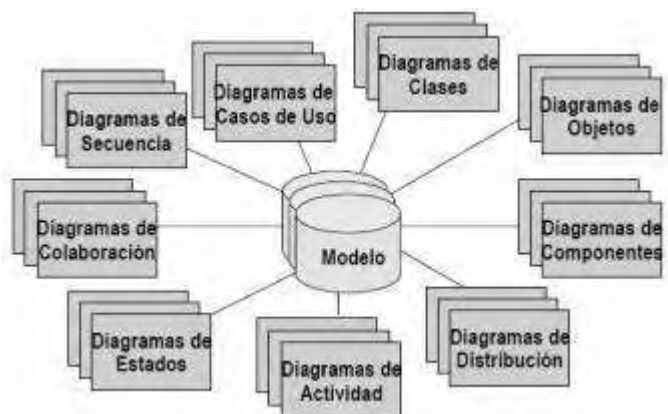 Diagramas de
Secuencia
Diagramas de
Casos de Uso
Diagramas de
Clases
Diagramas de
Objetos
Diagramas de
Colaboración
Modelo
Diagramas de
Componentes
Diagramas de
Estados
Diagramas de
Actividad
Diagramas de
Distribución